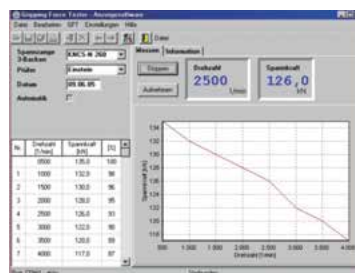 Gripping Force Tester - Anzeigesoftware
Datei Bearbeiten GFT Einstellungen Hilfe
Datei
Spannzange
3-Backen
KNCS-N 260
Prüfer
Einstein
Datum
09.06.05
Automatik
Messen
Information
Stoppen
Aufnehmen
Drehzahl
2500
1/min
Spannkraft
126,0
kN
Nr. Drehzahl [1/min] Spannkraft [kN] [%]
0500 135,0 100
1 1000 132,0 98
2 1500 130,0 96
3 2000 128,0 95
4 2500 126,0 93
5 3000 122,0 90
6 3500 120,0 89
7 4000 117,0 87
Spannkraft [kN]
134
132
130
128
126
124
122
120
118
500 1.000 1.500 2.000 2.500 3.000 3.500 4.000
Drehzahl [1/min]